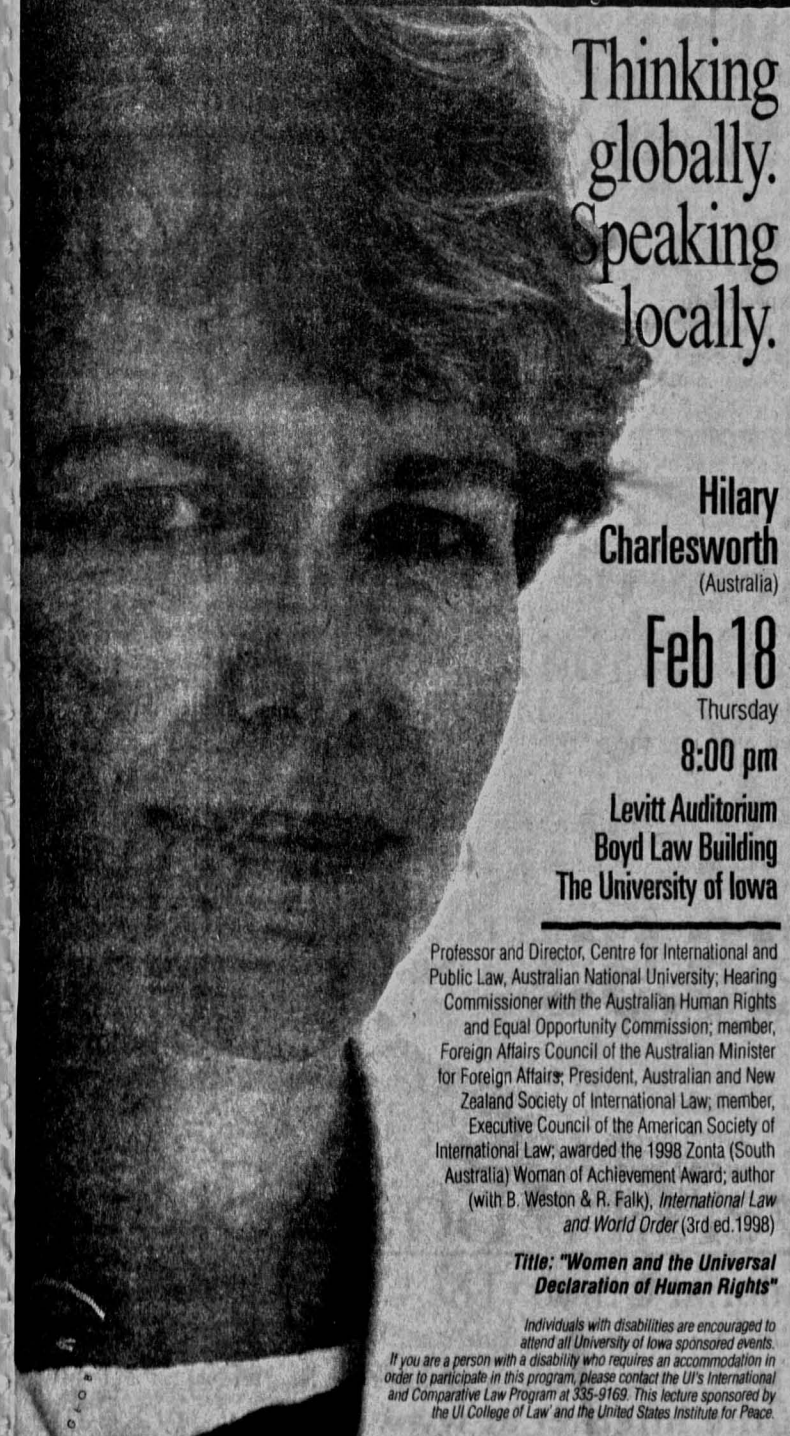 Thinking
globally.
Speaking
locally.
Hilary
Charlesworth
(Australia)
Feb 18
Thursday
8:00 pm
Levitt Auditorium
Boyd Law Building
The University of Iowa
Professor and Director, Centre for International and
Public Law, Australian National University; Hearing
Commissioner with the Australian Human Rights
and Equal Opportunity Commission; member,
Foreign Affairs Council of the Australian Minister
for Foreign Affairs; President, Australian and New
Zealand Society of International Law; member,
Executive Council of the American Society of
International Law; awarded the 1998 Zonta (South
Australia) Woman of Achievement Award; author
(with B. Weston & R. Falk), International Law
and World Order (3rd ed.1998)
Title: "Women and the Universal
Declaration of Human Rights"
Individuals with disabilities are encouraged to
attend all University of Iowa sponsored events.
If you are a person with a disability who requires an accommodation in
order to participate in this program, please contact the UI's International
and Comparative Law Program at 335-9169. This lecture sponsored by
the UI College of Law and the United States Institute for Peace.